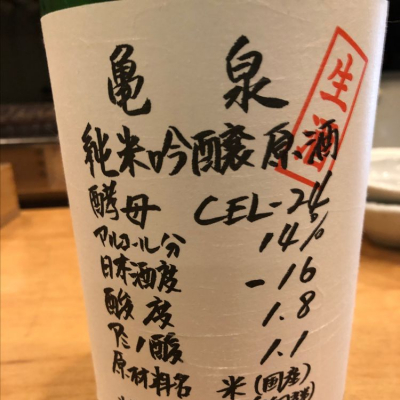 亀泉
生酒
純米吟醸原酒
酵母 CEL-24
アルコール分 14%
日本酒度 -16
酸度 1.8
アミノ酸 1.1
原材料名 米(国産)